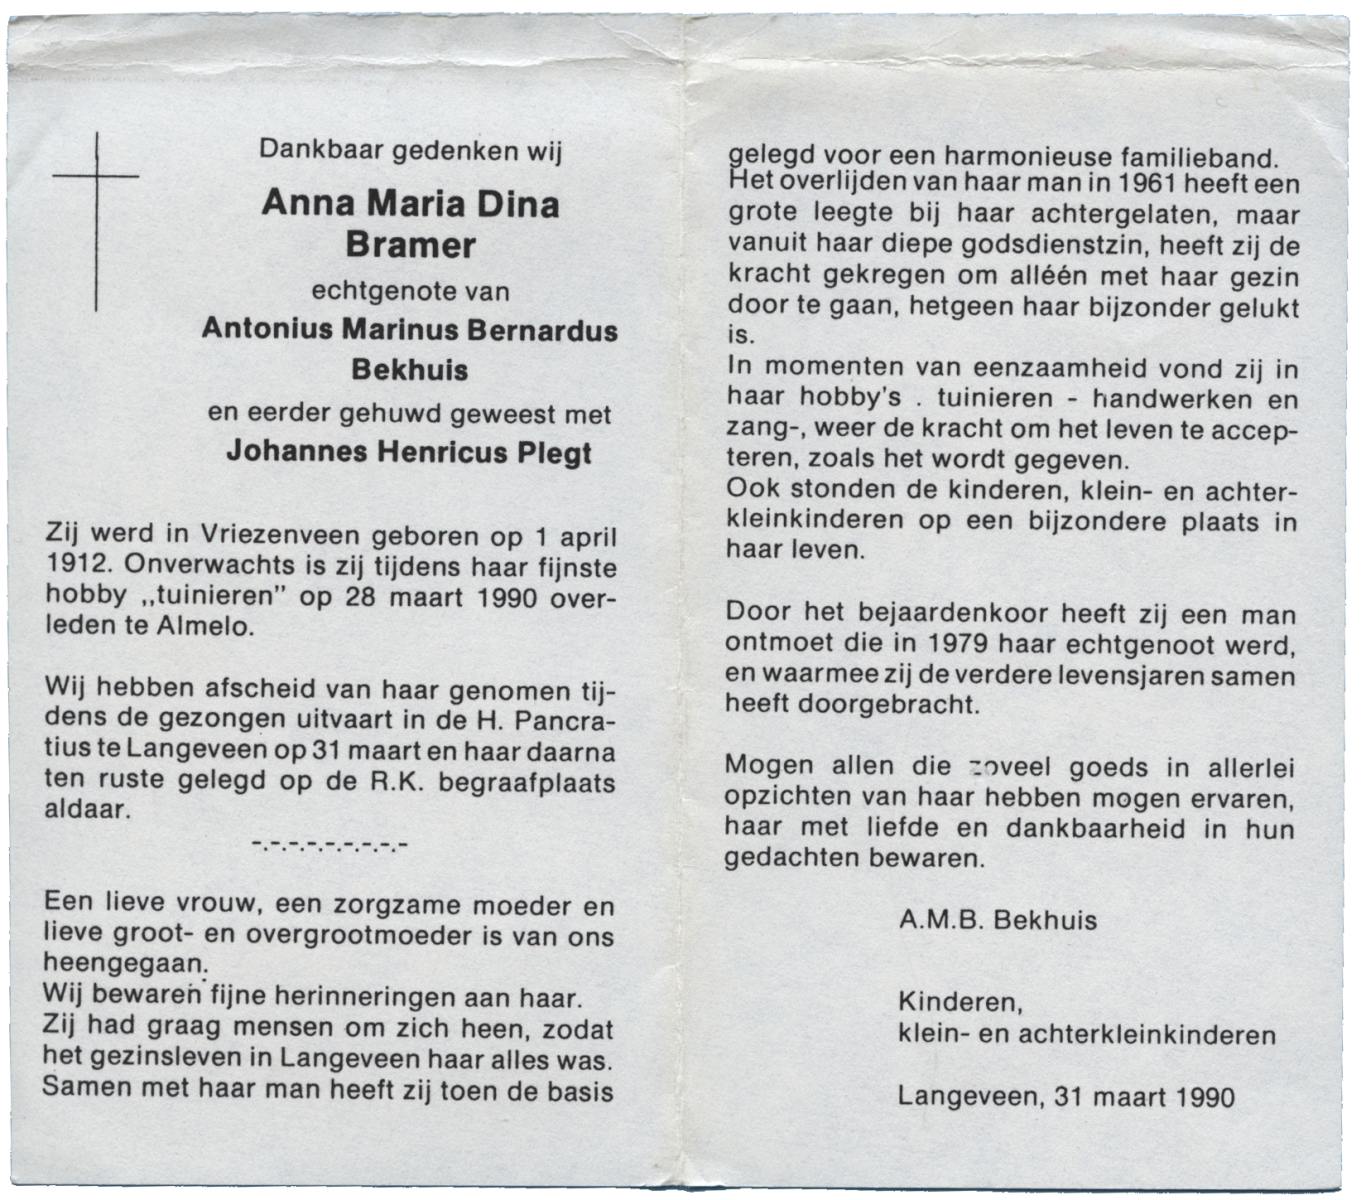 Dankbaar gedenken wij
Anna Maria Dina
Bramer
echtgenote van
Antonius Marinus Bernardus
Bekhuis
en eerder gehuwd geweest met
Johannes Henricus Plegt
Zij werd in Vriezenveen geboren op 1 april
1912. Onverwachts is zij tijdens haar fijnste
hobby „tuinieren” op 28 maart 1990 over-
leden te Almelo.
Wij hebben afscheid van haar genomen tij-
dens de gezongen uitvaart in de H. Pancra-
tius te Langeveen op 31 maart en haar daarna
ten ruste gelegd op de R.K. begraafplaats
aldaar.
-.-.-.-.-.-.-.-.-
Een lieve vrouw, een zorgzame moeder en
lieve groot- en overgrootmoeder is van ons
heengegaan.
Wij bewaren fijne herinneringen aan haar.
Zij had graag mensen om zich heen, zodat
het gezinsleven in Langeveen haar alles was.
Samen met haar man heeft zij toen de basis
gelegd voor een harmonieuse familieband.
Het overlijden van haar man in 1961 heeft een
grote leegte bij haar achtergelaten, maar
vanuit haar diepe godsdienstzin, heeft zij de
kracht gekregen om alléén met haar gezin
door te gaan, hetgeen haar bijzonder gelukt
is.
In momenten van eenzaamheid vond zij in
haar hobby's . tuinieren - handwerken en
zang-, weer de kracht om het leven te accep-
teren, zoals het wordt gegeven.
Ook stonden de kinderen, klein- en achter-
kleinkinderen op een bijzondere plaats in
haar leven.
Door het bejaardenkoor heeft zij een man
ontmoet die in 1979 haar echtgenoot werd,
en waarmee zij de verdere levensjaren samen
heeft doorgebracht.
Mogen allen die zoveel goeds in allerlei
opzichten van haar hebben mogen ervaren,
haar met liefde en dankbaarheid in hun
gedachten bewaren.
A.M.B. Bekhuis
Kinderen,
klein- en achterkleinkinderen
Langeveen, 31 maart 1990